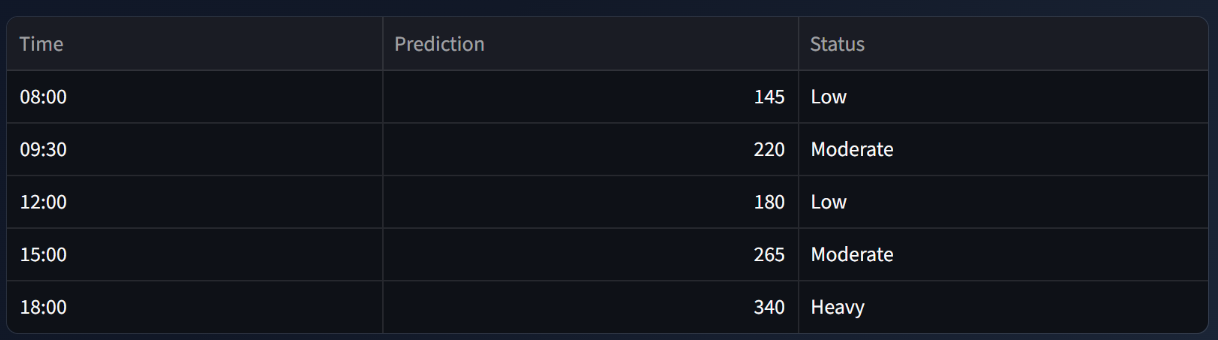 Time Prediction Status
08:00 145 Low
09:30 220 Moderate
12:00 180 Low
15:00 265 Moderate
18:00 340 Heavy